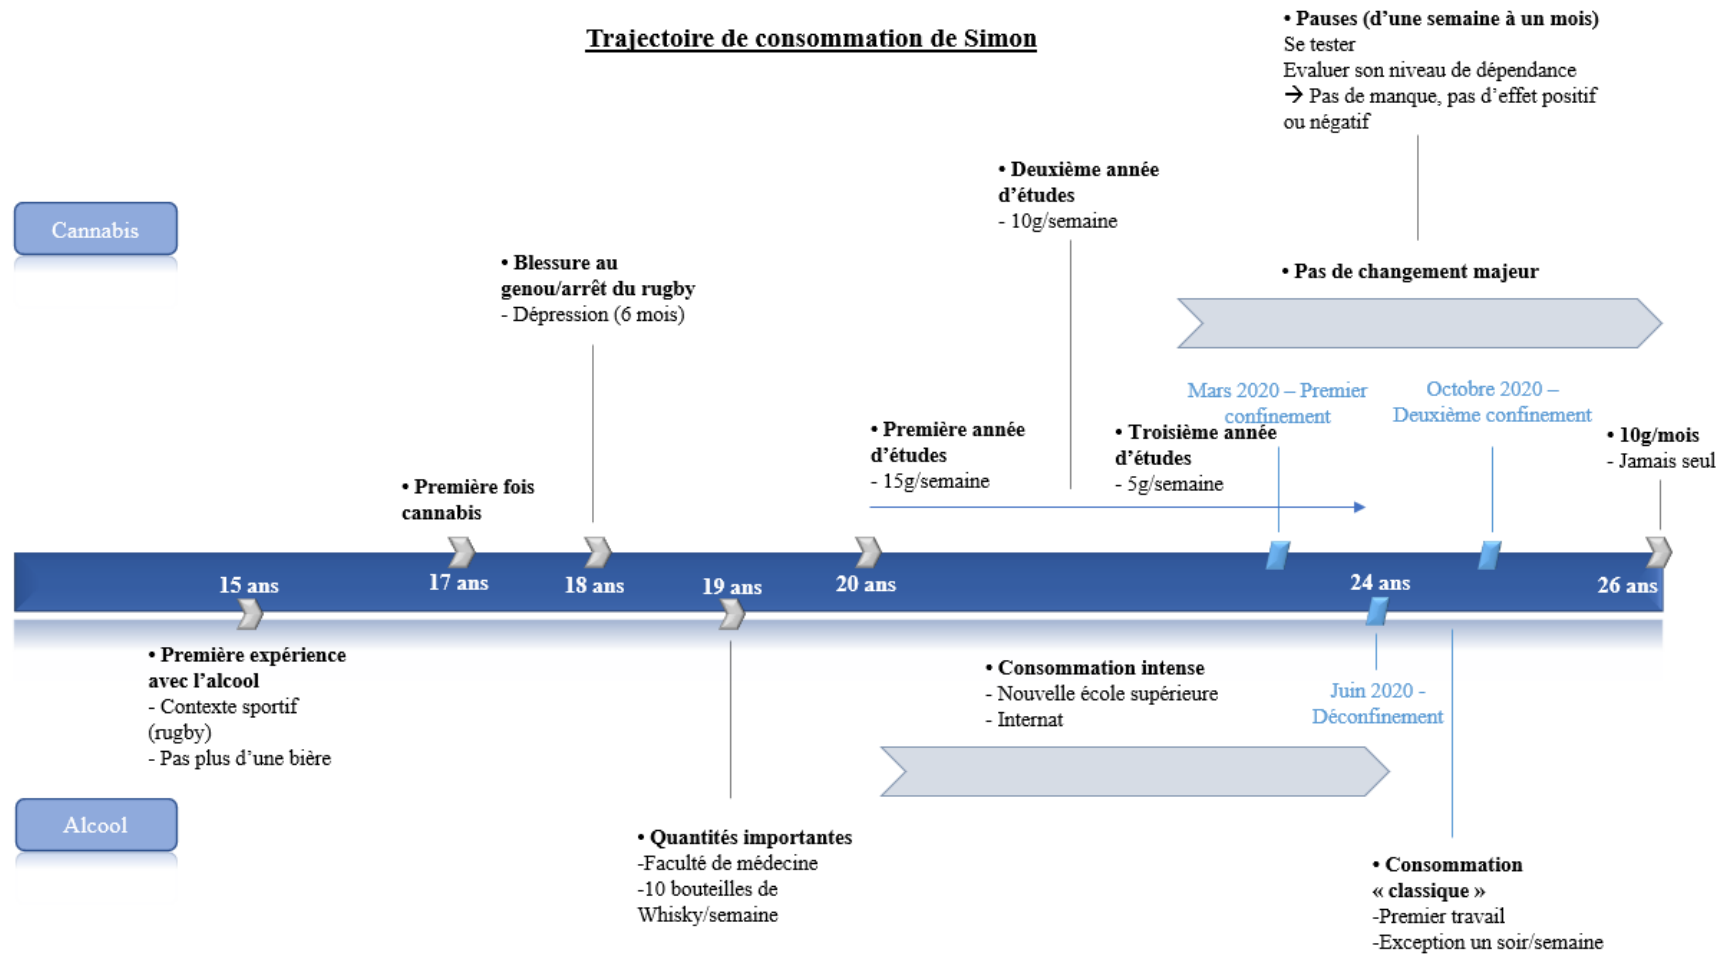 Trajectoire de consommation de Simon
• Pauses (d’une semaine à un mois)
Se tester
Evaluer son niveau de dépendance
→ Pas de manque, pas d’effet positif
ou négatif
• Deuxième année
d’études
- 10g/semaine
Cannabis
• Blessure au
genou/arrêt du rugby
- Dépression (6 mois)
• Pas de changement majeur
Mars 2020 – Premier
confinement
Octobre 2020 –
Deuxième confinement
• Première année
d’études
- 15g/semaine
• Troisième année
d’études
- 5g/semaine
• 10g/mois
- Jamais seul
• Première fois
cannabis
15 ans
17 ans
18 ans
19 ans
20 ans
24 ans
26 ans
• Première expérience
avec l’alcool
- Contexte sportif
(rugby)
- Pas plus d’une bière
• Consommation intense
- Nouvelle école supérieure
- Internat
Juin 2020 -
Déconfinement
Alcool
• Quantités importantes
-Faculté de médecine
-10 bouteilles de
Whisky/semaine
• Consommation
« classique »
-Premier travail
-Exception un soir/semaine